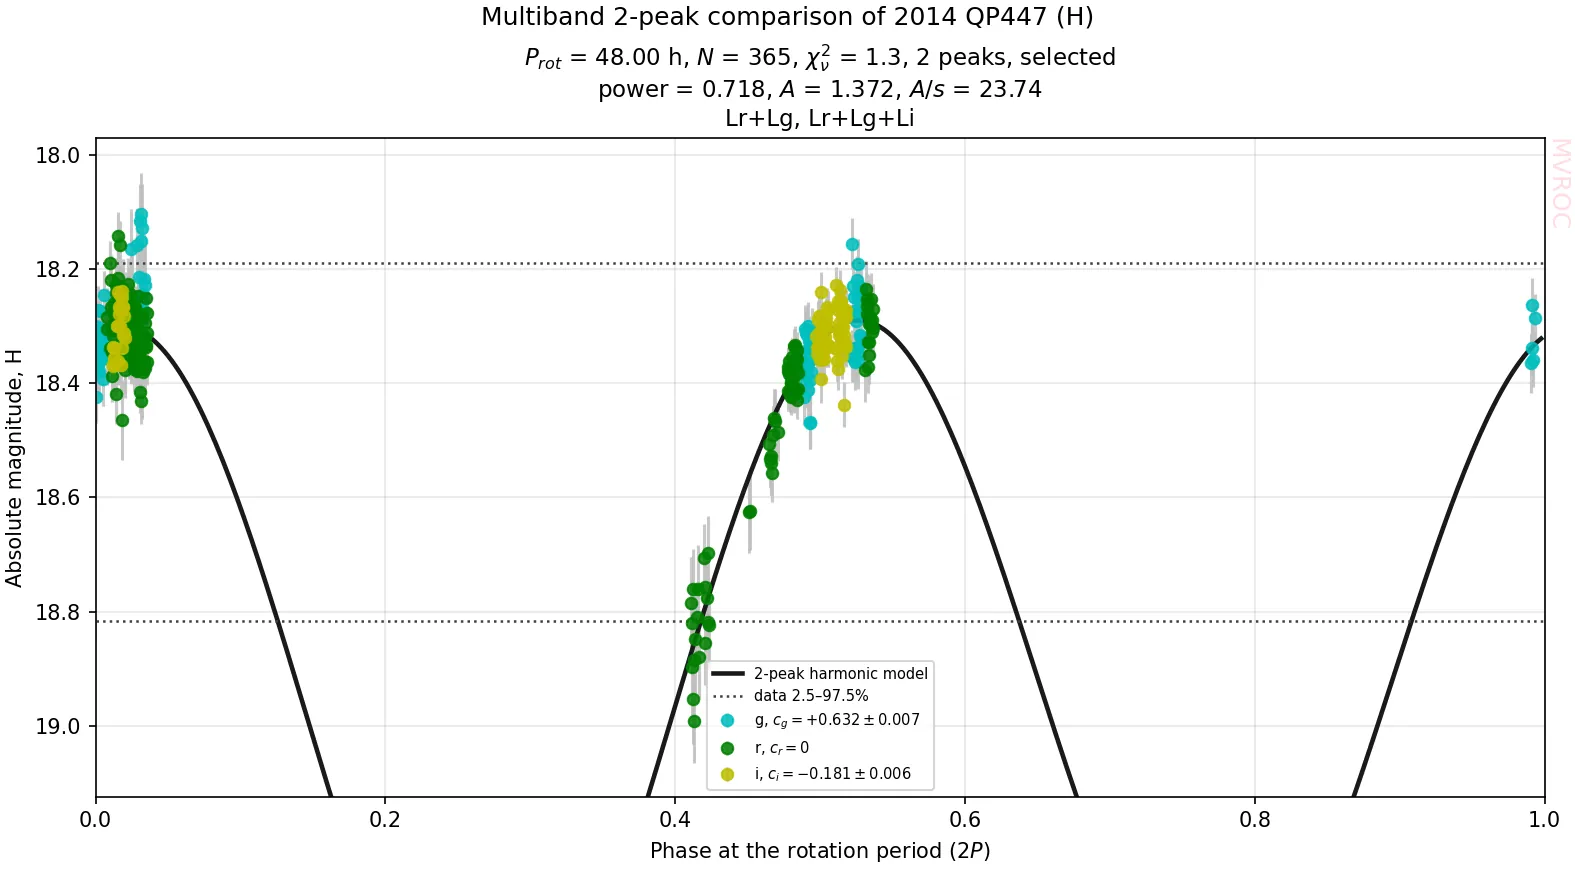 Multiband 2-peak comparison of 2014 QP447 (H)
P_rot = 48.00 h, N = 365, χ²_ν = 1.3, 2 peaks, selected
power = 0.718, A = 1.372, A/s = 23.74
Lr+Lg, Lr+Lg+Li
MVROC
18.0
18.2
18.4
18.6
18.8
19.0
Absolute magnitude, H
2-peak harmonic model
data 2.5–97.5%
g, c_g = +0.632 ± 0.007
r, c_r = 0
i, c_i = −0.181 ± 0.006
0.0 0.2 0.4 0.6 0.8 1.0
Phase at the rotation period (2P)